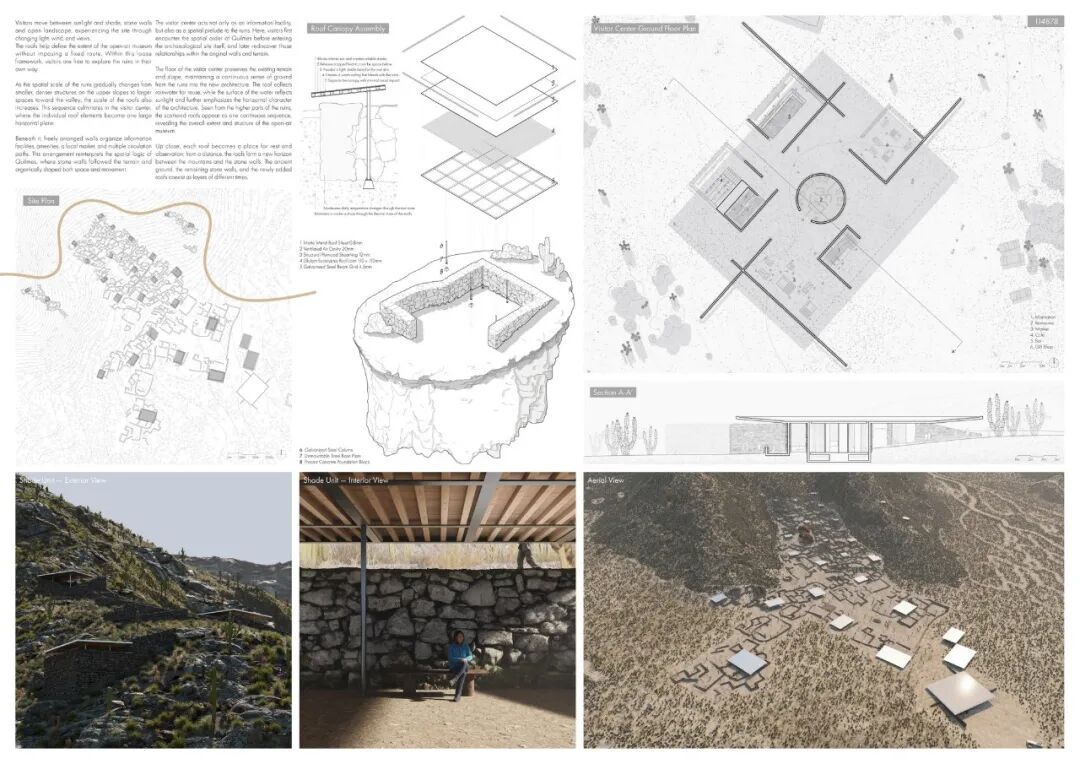 Visitors move between sunlight and shade, stone walls
and open landscape, experiencing the site through
changing light, wind, and views.
The roofs help define the extent of the open-air museum
without imposing a fixed route. Within this loose
framework, visitors are free to explore the ruins in their
own way.
As the spatial scale of the ruins gradually changes from
smaller, denser structures on the upper slopes to larger
spaces toward the valley, the scale of the roofs also
increases. This sequence culminates in the visitor center,
where the individual roof elements become one large
horizontal plane.
Beneath it, freely arranged walls organize information
facilities, amenities, a local market, and multiple circulation
paths. This arrangement reinterprets the spatial logic of
Quilmes, where stone walls followed the terrain and
organically shaped both space and movement.
The visitor center acts not only as an information facility,
but also as a spatial prelude to the ruins. Here, visitors first
encounter the spatial order of Quilmes before entering
the archaeological site itself, and later rediscover those
relationships within the original walls and terrain.
The floor of the visitor center preserves the existing terrain
and slope, maintaining a continuous sense of ground
from the ruins into the new architecture. The roof collects
rainwater for reuse, while the surface of the water reflects
sunlight and further emphasizes the horizontal character
of the architecture. Seen from the higher parts of the ruins,
the scattered roofs appear as one continuous sequence,
revealing the overall extent and structure of the open-air
museum.
Up close, each roof becomes a place for rest and
observation; from a distance, the roofs form a new horizon
between the mountains and the stone walls. The ancient
ground, the remaining stone walls, and the newly added
roofs coexist as layers of different times.
Site Plan
Roof Canopy Assembly
1 Matte Metal Roof Sheet 0.8mm
2 Ventilated Air Cavity 20mm
3 Structural Plywood Sheathing 12mm
6 Galvanized Steel Column
7 Demountable Steel Base Plate
8 Precast Concrete Foundation Block
Visitor Center Ground Floor Plan
114878
1. Information
2. Restrooms
3. Market
4. Café
5. Bar
6. Gift Shop
Section A-A'
Shade Unit — Exterior View
Shade Unit — Interior View
Aerial View